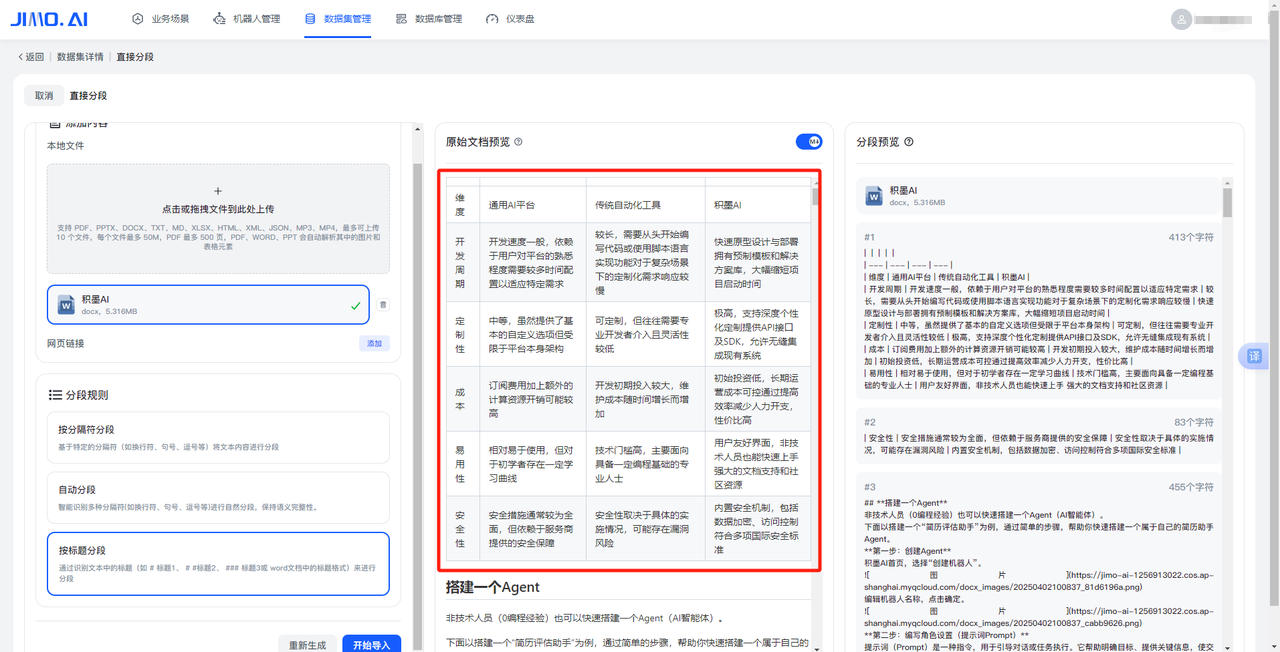 JIMO.AI
业务场景
机器人管理
数据集管理
数据库管理
仪表盘
返回
数据集详情
直接分段
取消
直接分段
添加内容
本地文件
点击或拖拽文件到此处上传
支持 PDF、PPTX、DOCX、TXT、MD、XLSX、HTML、XML、JSON、MP3、MP4，最多可上传
10 个文件，每个文件最多 50M，PDF 最多 500 页，PDF、WORD、PPT 会自动解析其中的图片和
表格元素
积墨AI
docx，5.316MB
网页链接
添加
分段规则
按分隔符分段
基于特定的分隔符（如换行符、句号、逗号等）将文本内容进行分段
自动分段
智能识别多种分隔符(如换行符、句号、逗号等)进行自然分段，保持语义完整性。
按标题分段
通过识别文本中的标题（如 # 标题1、 # #标题2、 ### 标题3或 word文档中的标题格式）来进行
分段
重新生成
开始导入
原始文档预览
M
维
度
通用AI平台
传统自动化工具
积墨AI
开
发
周
期
开发速度一般，依赖
于用户对平台的熟悉
程度需要较多时间配
置以适应特定需求
较长，需要从头开始编
写代码或使用脚本语言
实现功能对于复杂场景
下的定制化需求响应较
慢
快速原型设计与部署
拥有预制模板和解决
方案库，大幅缩短项
目启动时间
定
制
性
中等，虽然提供了基
本的自定义选项但受
限于平台本身架构
可定制，但往往需要专
业开发者介入且灵活性
较低
极高，支持深度个性
化定制提供API接口
及SDK，允许无缝集
成现有系统
成
本
订阅费用加上额外的
计算资源开销可能较
高
开发初期投入较大，维
护成本随时间增长而增
加
初始投资低，长期运
营成本可控通过提高
效率减少人力开支，
性价比高
易
用
性
相对易于使用，但对
于初学者存在一定学
习曲线
技术门槛高，主要面向
具备一定编程基础的专
业人士
用户友好界面，非技
术人员也能快速上手
强大的文档支持和社
区资源
安
全
性
安全措施通常较为全
面，但依赖于服务商
提供的安全保障
安全性取决于具体的实
施情况，可能存在漏洞
风险
内置安全机制，包括
数据加密、访问控制
符合多项国际安全标
准
搭建一个Agent
非技术人员（0编程经验）也可以快速搭建一个Agent（AI智能体）。
下面以搭建一个“简历评估助手”为例，通过简单的步骤，帮助你快速搭建一个属于自己的
分段预览
积墨AI
docx，5.316MB
#1
413个字符
| | | | |
| --- | --- | --- | --- |
| 维度 | 通用AI平台 | 传统自动化工具 | 积墨AI |
| 开发周期 | 开发速度一般，依赖于用户对平台的熟悉程度需要较多时间配置以适应特定需求 | 较
长，需要从头开始编写代码或使用脚本语言实现功能对于复杂场景下的定制化需求响应较慢 | 快速
原型设计与部署拥有预制模板和解决方案库，大幅缩短项目启动时间 |
| 定制性 | 中等，虽然提供了基本的自定义选项但受限于平台本身架构 | 可定制，但往往需要专业开
发者介入且灵活性较低 | 极高，支持深度个性化定制提供API接口及SDK，允许无缝集成现有系统 |
| 成本 | 订阅费用加上额外的计算资源开销可能较高 | 开发初期投入较大，维护成本随时间增长而增
加 | 初始投资低，长期运营成本可控通过提高效率减少人力开支，性价比高 |
| 易用性 | 相对易于使用，但对于初学者存在一定学习曲线 | 技术门槛高，主要面向具备一定编程基
础的专业人士 | 用户友好界面，非技术人员也能快速上手 强大的文档支持和社区资源 |
#2
83个字符
| 安全性 | 安全措施通常较为全面，但依赖于服务商提供的安全保障 | 安全性取决于具体的实施情
况，可能存在漏洞风险 | 内置安全机制，包括数据加密、访问控制符合多项国际安全标准 |
#3
455个字符
## **搭建一个Agent**
非技术人员（0编程经验）也可以快速搭建一个Agent（AI智能体）。
下面以搭建一个“简历评估助手”为例，通过简单的步骤，帮助你快速搭建一个属于自己的简历助手
Agent。
**第一步：创建Agent**
积墨AI首页，选择“创建机器人”。
![ 图 片 ](https://jimo-ai-1256913022.cos.ap-
shanghai.myqcloud.com/docx_images/20250402100837_81d6196a.png)
编辑机器人名称，点击确定。
![ 图 片 ](https://jimo-ai-1256913022.cos.ap-
shanghai.myqcloud.com/docx_images/20250402100837_cabb9626.png)
**第二步：编写角色设置（提示词Prompt）**
提示词（Prompt）是一种指令，用于引导对话或任务执行。它帮助明确目标、提供关键信息，使交
译